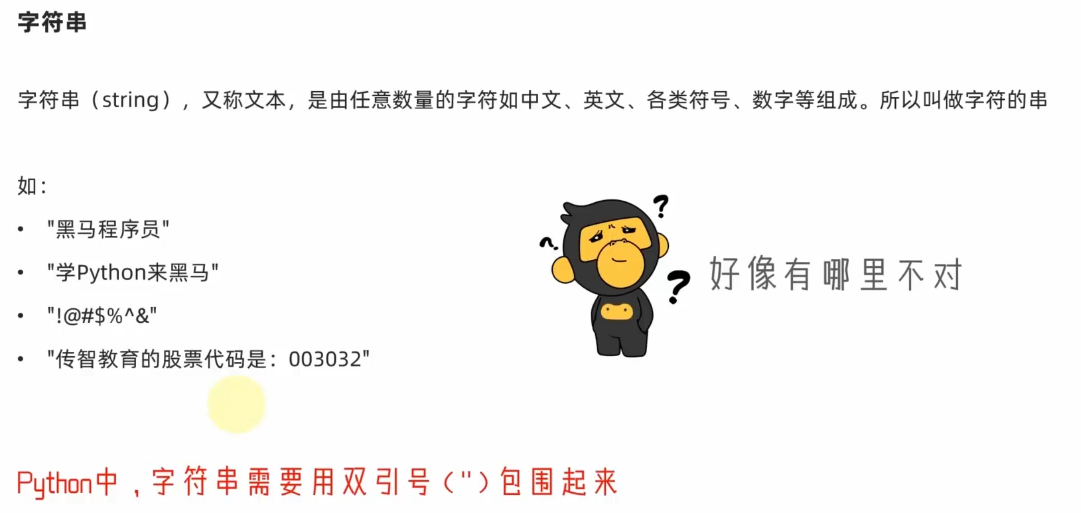 字符串
字符串（string），又称文本，是由任意数量的字符如中文、英文、各类符号、数字等组成。所以叫做字符的串
如：
• "黑马程序员"
• "学Python来黑马"
• "!@#$%^&"
• "传智教育的股票代码是：003032"
? ? ?
好像有哪里不对
Python中，字符串需要用双引号(")包围起来